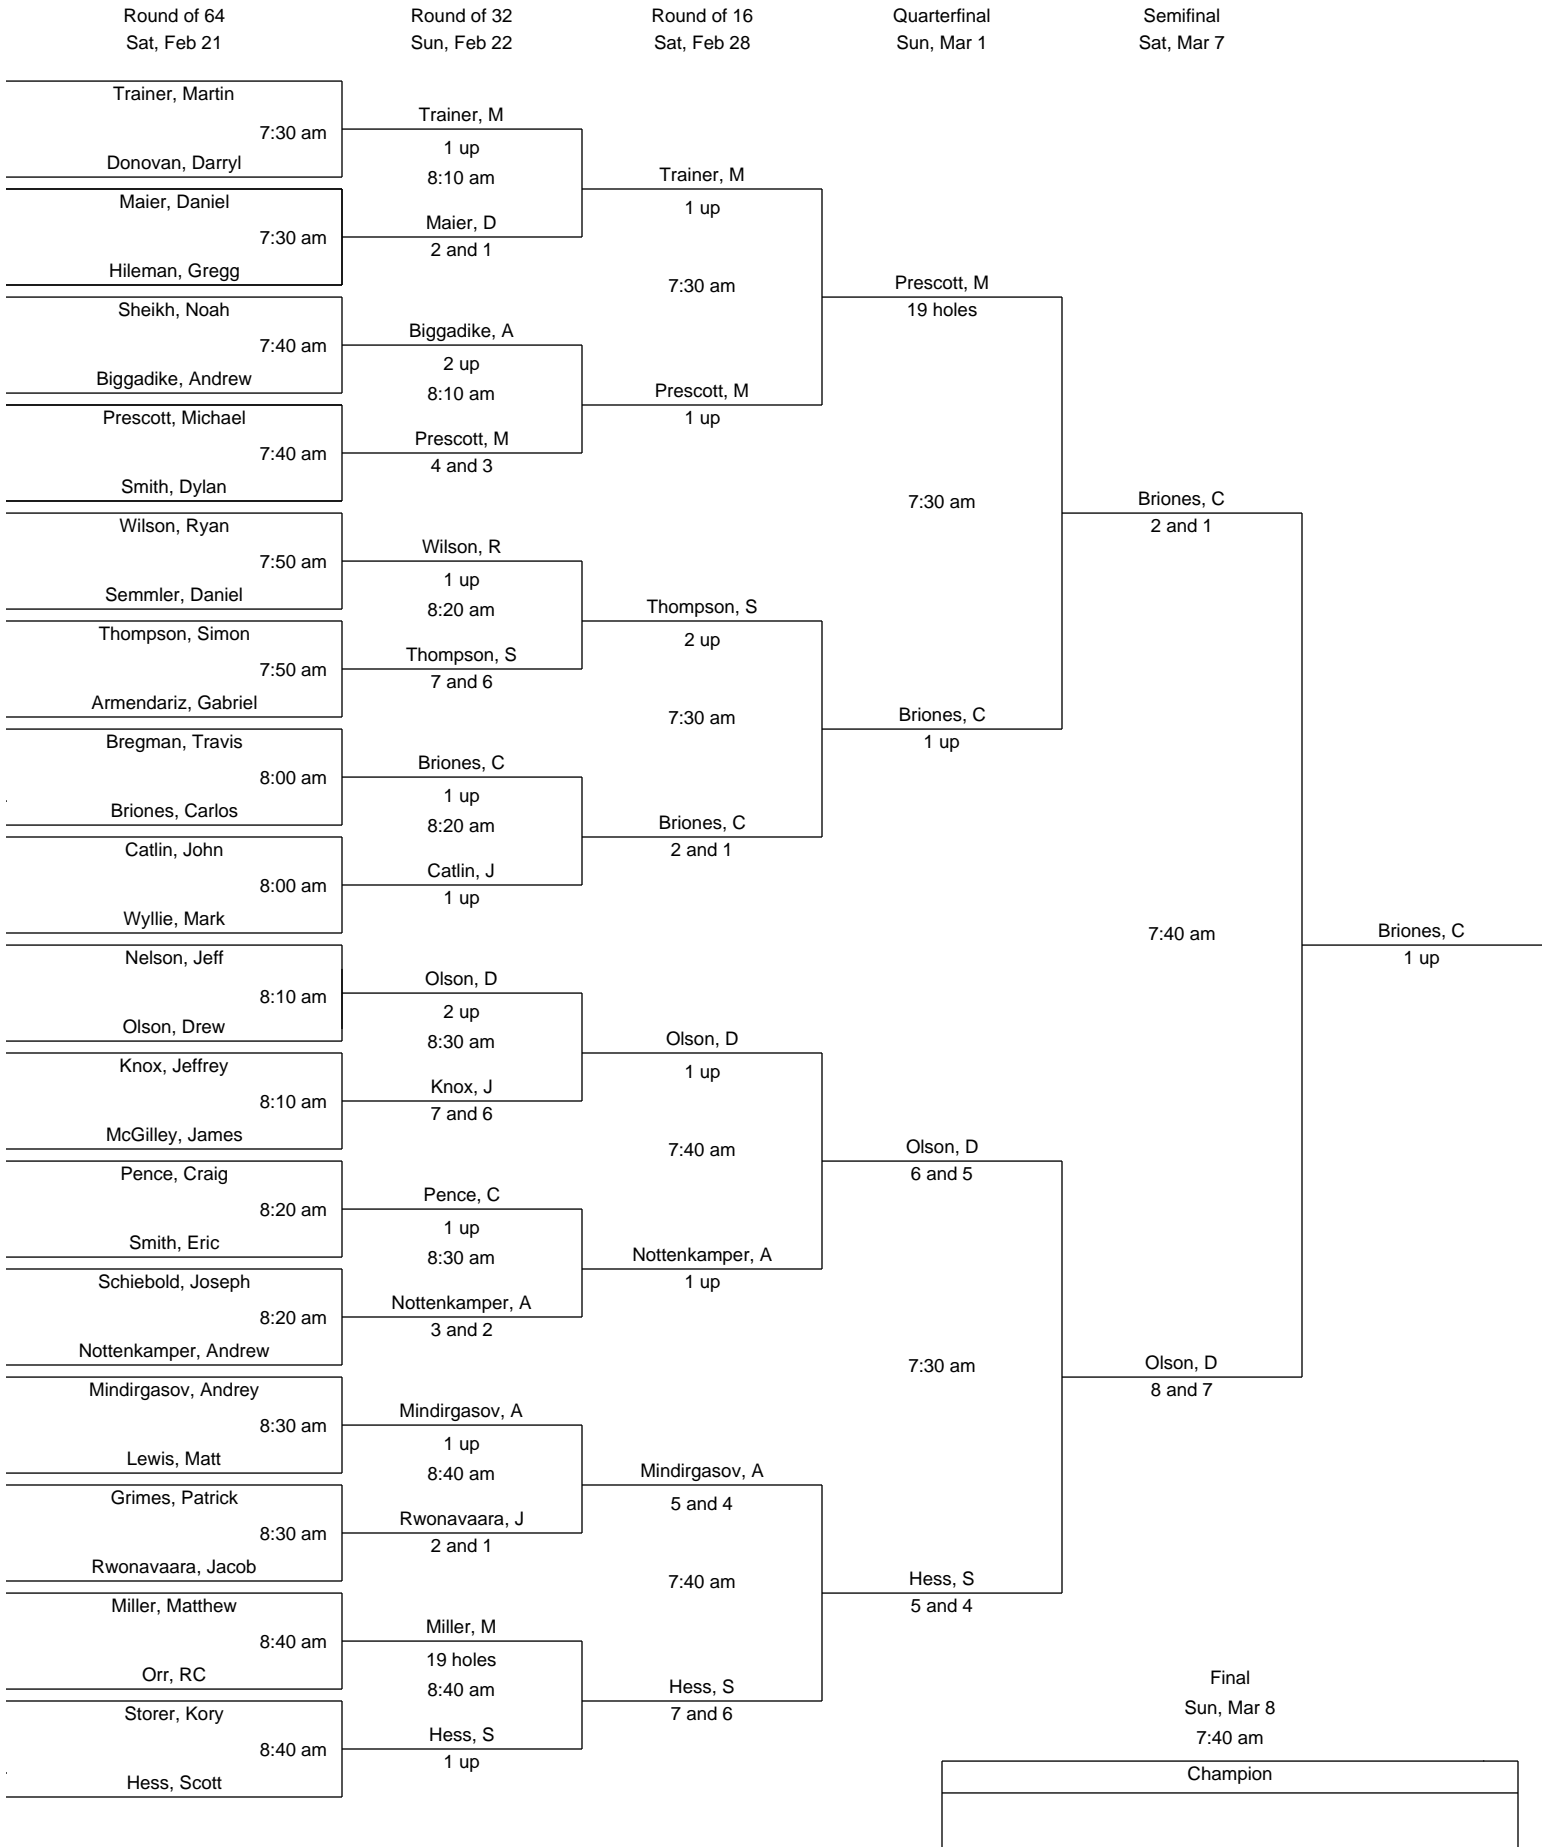 Round of 64
Sat, Feb 21
Round of 32
Sun, Feb 22
Round of 16
Sat, Feb 28
Quarterfinal
Sun, Mar 1
Semifinal
Sat, Mar 7
Trainer, Martin
7:30 am
Donovan, Darryl
Maier, Daniel
7:30 am
Hileman, Gregg
Sheikh, Noah
7:40 am
Biggadike, Andrew
Prescott, Michael
7:40 am
Smith, Dylan
Wilson, Ryan
7:50 am
Semmler, Daniel
Thompson, Simon
7:50 am
Armendariz, Gabriel
Bregman, Travis
8:00 am
Briones, Carlos
Catlin, John
8:00 am
Wyllie, Mark
Nelson, Jeff
8:10 am
Olson, Drew
Knox, Jeffrey
8:10 am
McGilley, James
Pence, Craig
8:20 am
Smith, Eric
Schiebold, Joseph
8:20 am
Nottenkamper, Andrew
Mindirgasov, Andrey
8:30 am
Lewis, Matt
Grimes, Patrick
8:30 am
Rwonavaara, Jacob
Miller, Matthew
8:40 am
Orr, RC
Storer, Kory
8:40 am
Hess, Scott
Trainer, M
1 up
8:10 am
Maier, D
2 and 1
Biggadike, A
2 up
8:10 am
Prescott, M
4 and 3
Wilson, R
1 up
8:20 am
Thompson, S
7 and 6
Briones, C
1 up
8:20 am
Catlin, J
1 up
Olson, D
2 up
8:30 am
Knox, J
7 and 6
Pence, C
1 up
8:30 am
Nottenkamper, A
3 and 2
Mindirgasov, A
1 up
8:40 am
Rwonavaara, J
2 and 1
Miller, M
19 holes
8:40 am
Hess, S
1 up
Trainer, M
1 up
7:30 am
Prescott, M
1 up
Thompson, S
2 up
7:30 am
Briones, C
2 and 1
Olson, D
1 up
7:40 am
Nottenkamper, A
1 up
Mindirgasov, A
5 and 4
7:40 am
Hess, S
7 and 6
Prescott, M
19 holes
7:30 am
Briones, C
1 up
Olson, D
6 and 5
7:30 am
Hess, S
5 and 4
Briones, C
2 and 1
7:40 am
Olson, D
8 and 7
Briones, C
1 up
Final
Sun, Mar 8
7:40 am
Champion